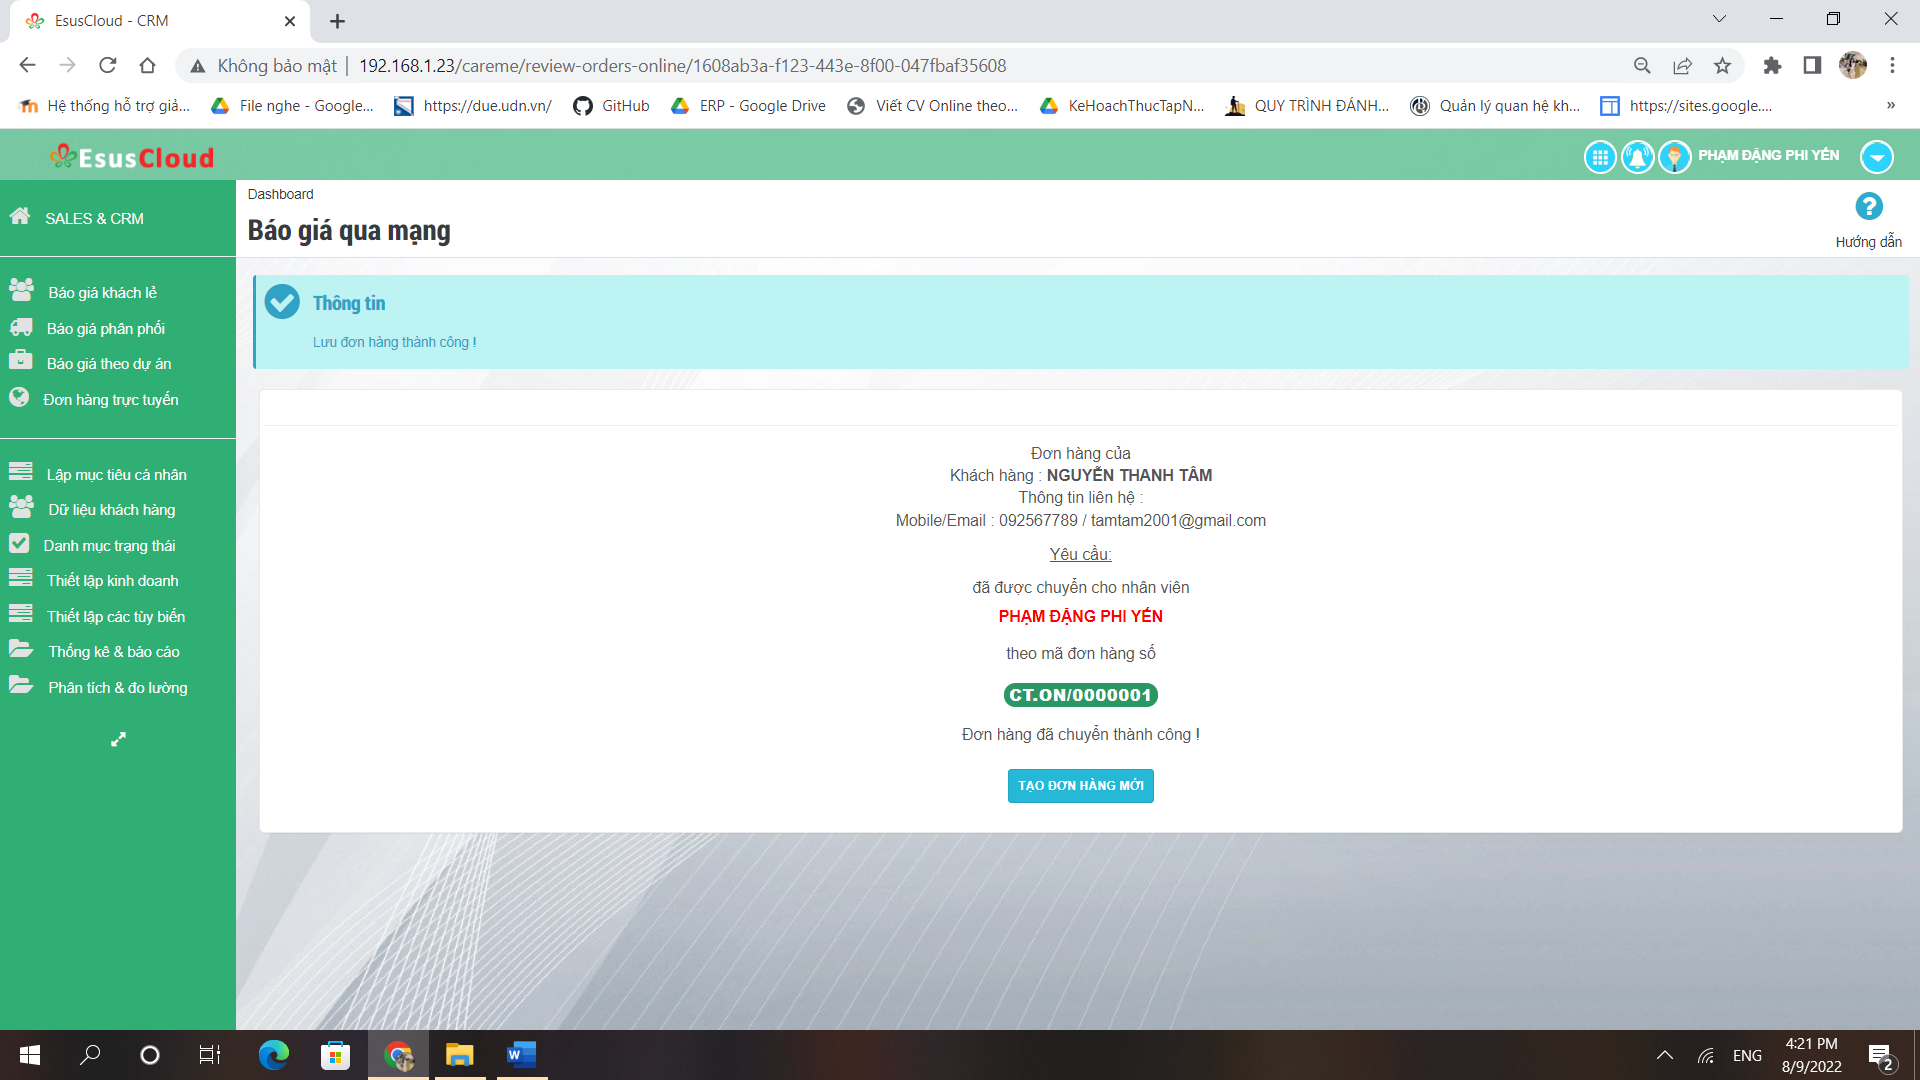 EsusCloud - CRM
Không bảo mật
192.168.1.23/careme/review-orders-online/1608ab3a-f123-443e-8f00-047fbaf35608
Hệ thống hỗ trợ giả...
File nghe - Google...
https://due.udn.vn/
GitHub
ERP - Google Drive
Viết CV Online theo...
KeHoachThucTapN...
QUY TRÌNH ĐÁNH...
Quản lý quan hệ kh...
https://sites.google....
»
EsusCloud
PHẠM ĐẶNG PHI YẾN
SALES & CRM
Báo giá khách lẻ
Báo giá phân phối
Báo giá theo dự án
Đơn hàng trực tuyến
Lập mục tiêu cá nhân
Dữ liệu khách hàng
Danh mục trạng thái
Thiết lập kinh doanh
Thiết lập các tùy biến
Thống kê & báo cáo
Phân tích & đo lường
Dashboard
Báo giá qua mạng
?
Hướng dẫn
Thông tin
Lưu đơn hàng thành công !
Đơn hàng của
Khách hàng : NGUYỄN THANH TÂM
Thông tin liên hệ :
Mobile/Email : 092567789 / tamtam2001@gmail.com
Yêu cầu:
đã được chuyển cho nhân viên
PHẠM ĐẶNG PHI YẾN
theo mã đơn hàng số
CT.ON/0000001
Đơn hàng đã chuyển thành công !
TẠO ĐƠN HÀNG MỚI
W
ENG
4:21 PM
8/9/2022
2